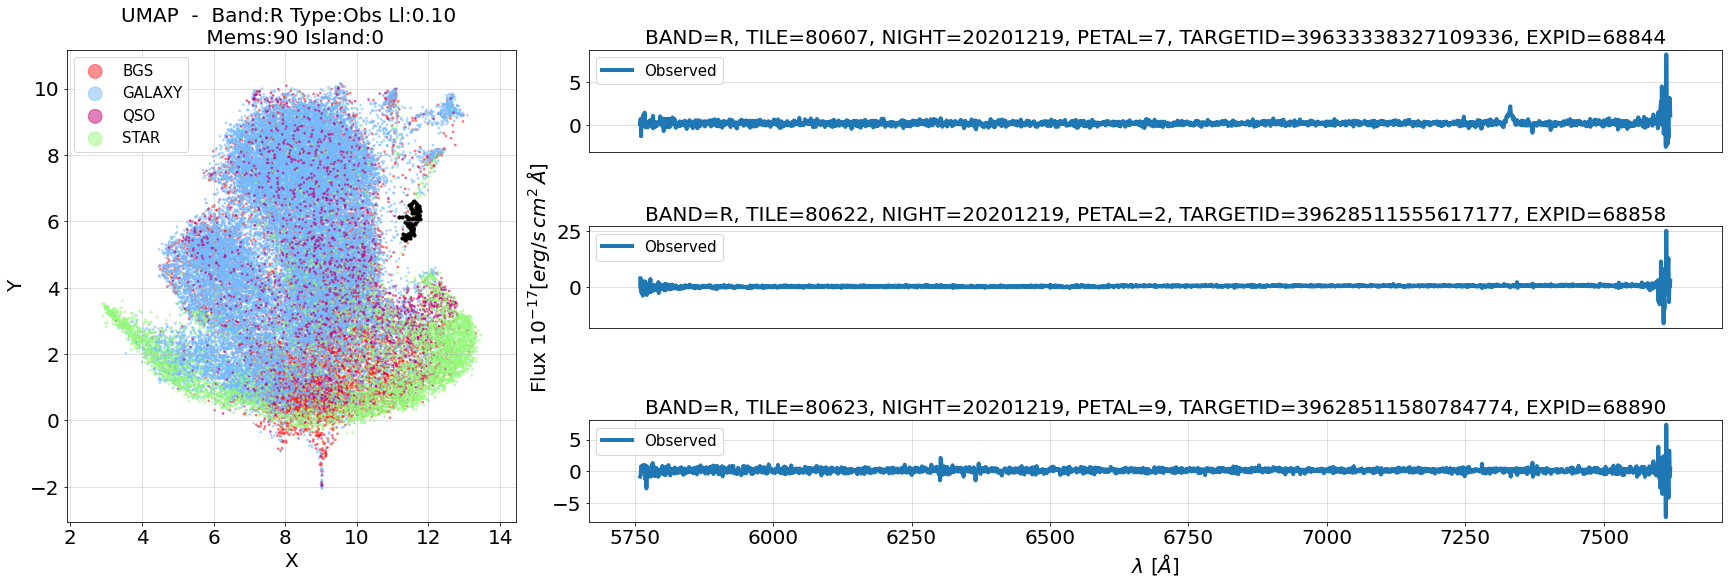 UMAP - Band:R Type:Obs Ll:0.10
Mems:90 Island:0
BGS
GALAXY
QSO
STAR
10
8
6
4
2
0
−2
Y
2
4
6
8
10
12
14
X
Flux 10⁻¹⁷[erg/s cm² Å]
BAND=R, TILE=80607, NIGHT=20201219, PETAL=7, TARGETID=39633338327109336, EXPID=68844
Observed
5
0
BAND=R, TILE=80622, NIGHT=20201219, PETAL=2, TARGETID=39628511555617177, EXPID=68858
Observed
25
0
BAND=R, TILE=80623, NIGHT=20201219, PETAL=9, TARGETID=39628511580784774, EXPID=68890
Observed
5
0
−5
5750
6000
6250
6500
6750
7000
7250
7500
λ [Å]